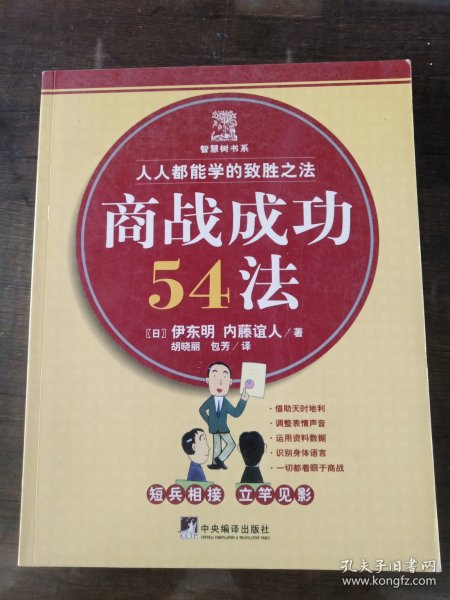 智慧树书系
人人都能学的致胜之法
商战成功
54法
〔日〕伊东明 内藤谊人/著
胡晓丽 包芳/译
·借助天时地利
·调整表情声音
·运用资料数据
·识别身体语言
·一切都着眼于商战
短兵相接 立竿见影
中央编译出版社
CENTRAL COMPILATION & TRANSLATION PRESS
孔夫子旧书网
www.kongfz.com